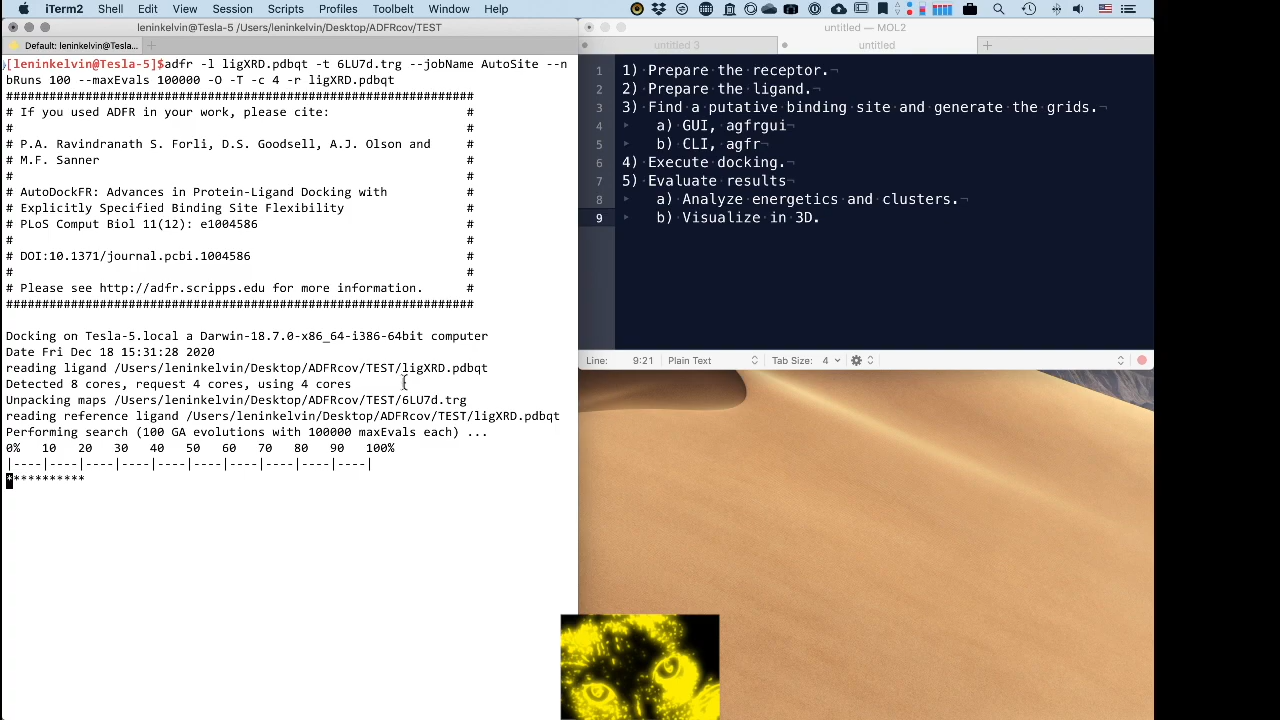 iTerm2 Shell Edit View Session Scripts Profiles Toolbelt Window Help
leninkelvin@Tesla-5 /Users/leninkelvin/Desktop/ADFRcov/TEST
Default: leninkelvin@Tesla...
[leninkelvin@Tesla-5]$adfr -l ligXRD.pdbqt -t 6LU7d.trg --jobName AutoSite --n
bRuns 100 --maxEvals 100000 -O -T -c 4 -r ligXRD.pdbqt
#################################################################
# If you used ADFR in your work, please cite: #
# #
# P.A. Ravindranath S. Forli, D.S. Goodsell, A.J. Olson and #
# M.F. Sanner #
# #
# AutoDockFR: Advances in Protein-Ligand Docking with #
# Explicitly Specified Binding Site Flexibility #
# PLoS Comput Biol 11(12): e1004586 #
# #
# DOI:10.1371/journal.pcbi.1004586 #
# #
# Please see http://adfr.scripps.edu for more information. #
#################################################################
Docking on Tesla-5.local a Darwin-18.7.0-x86_64-i386-64bit computer
Date Fri Dec 18 15:31:28 2020
reading ligand /Users/leninkelvin/Desktop/ADFRcov/TEST/ligXRD.pdbqt
Detected 8 cores, request 4 cores, using 4 cores
Unpacking maps /Users/leninkelvin/Desktop/ADFRcov/TEST/6LU7d.trg
reading reference ligand /Users/leninkelvin/Desktop/ADFRcov/TEST/ligXRD.pdbqt
Performing search (100 GA evolutions with 100000 maxEvals each) ...
0% 10 20 30 40 50 60 70 80 90 100%
|----|----|----|----|----|----|----|----|----|----|
***********
untitled — MOL2
untitled 3
untitled
1 1) Prepare the receptor.¬
2 2) Prepare the ligand.¬
3 3) Find a putative binding site and generate the grids.¬
4 a) GUI, agfrgui¬
5 b) CLI, agfr¬
6 4) Execute docking.¬
7 5) Evaluate results¬
8 a) Analyze energetics and clusters.¬
9 b) Visualize in 3D.
Line: 9:21 Plain Text Tab Size: 4